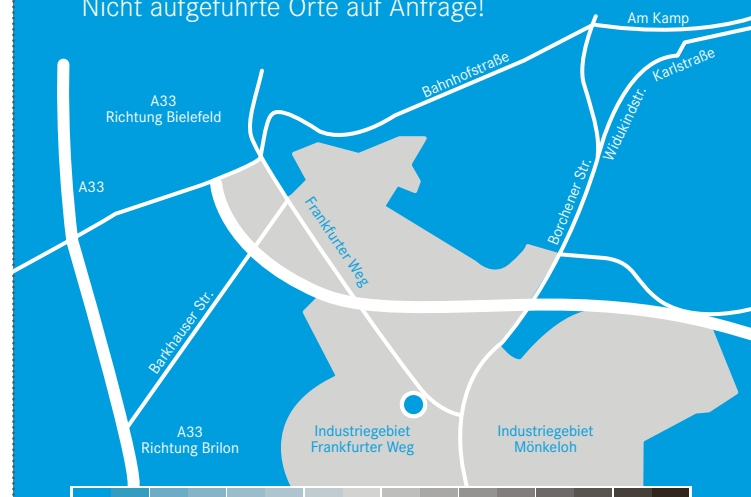 Nicht aufgeführte Orte auf Anfrage!
Am Kamp
Bahnhofstraße
Karlstraße
A33
Richtung Bielefeld
Widukindstr.
A33
Borchener Str.
Frankfurter Weg
Barkhauser Str.
A33
Richtung Brilon
Industriegebiet
Frankfurter Weg
Industriegebiet
Mönkeloh